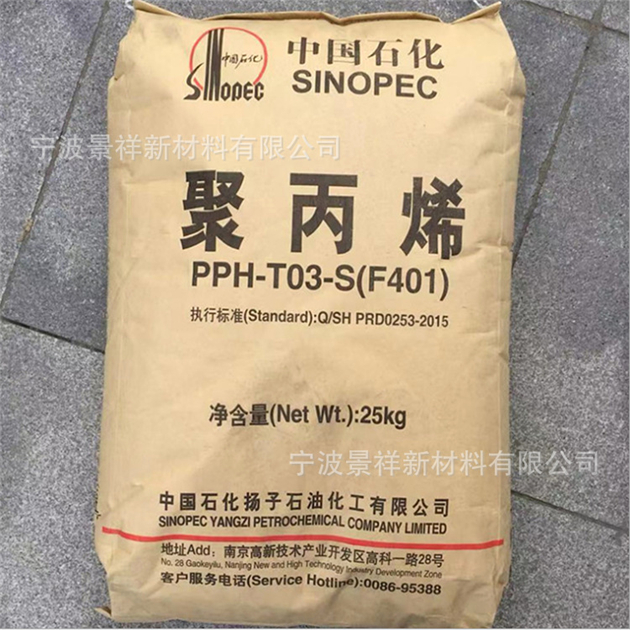 中国石化
SINOPEC
中国石化
SINOPEC
宁波景祥新材料有限公司
聚丙烯
PPH-T03-S(F401)
执行标准(Standard):Q/SH PRD0253-2015
净含量(Net Wt.):25kg
宁波景祥新材料有限公司
中国石化扬子石油化工有限公司
SINOPEC YANGZI PETROCHEMICAL COMPANY LIMITED
地址Add：南京高新技术产业开发区高科一路28号
No. 28 Gaokeyilu, Nanjing New and High Technology Industry Development Zone
客户服务电话(Service Hotline):0086-95388